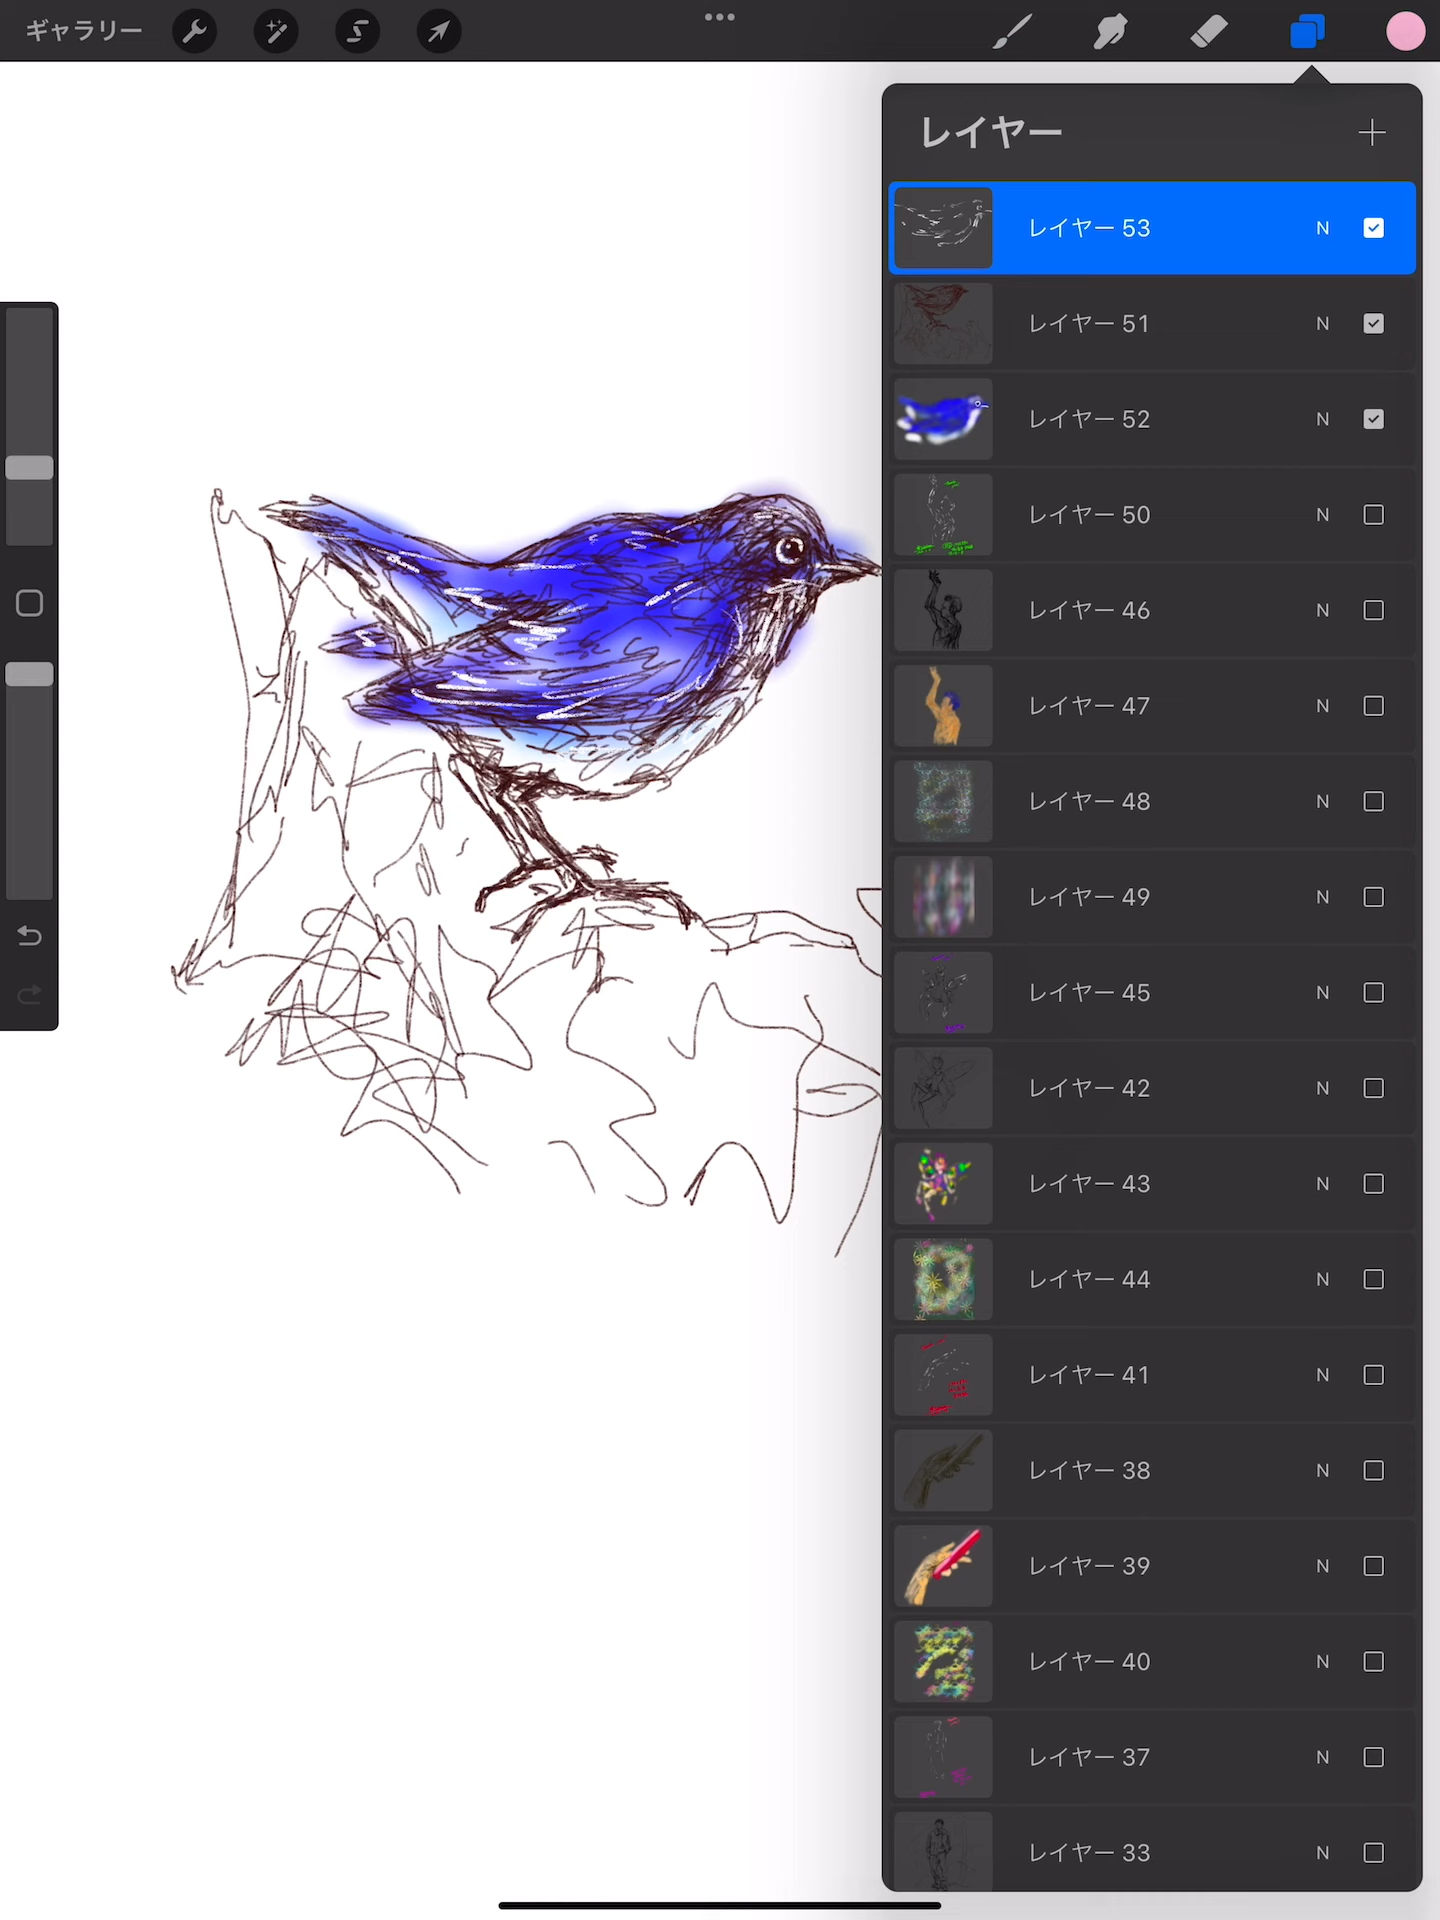 ギャラリー
レイヤー
レイヤー 53 N
レイヤー 51 N
レイヤー 52 N
レイヤー 50 N
レイヤー 46 N
レイヤー 47 N
レイヤー 48 N
レイヤー 49 N
レイヤー 45 N
レイヤー 42 N
レイヤー 43 N
レイヤー 44 N
レイヤー 41 N
レイヤー 38 N
レイヤー 39 N
レイヤー 40 N
レイヤー 37 N
レイヤー 33 N